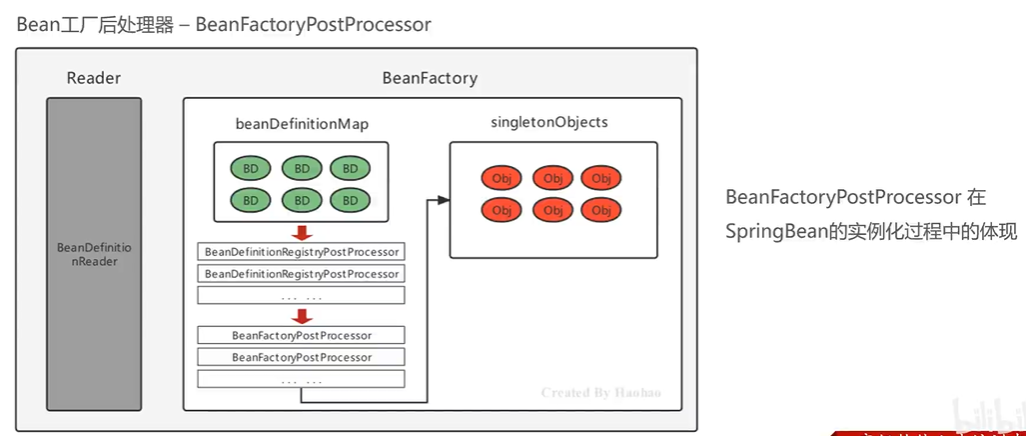 Bean工厂后处理器 – BeanFactoryPostProcessor
Reader
BeanDefinitio
nReader
BeanFactory
beanDefinitionMap
BD BD BD
BD BD BD
BeanDefinitionRegistryPostProcessor
BeanDefinitionRegistryPostProcessor
... ...
BeanFactoryPostProcessor
BeanFactoryPostProcessor
... ...
singletonObjects
Obj Obj Obj
Obj Obj Obj
Created By Haohao
BeanFactoryPostProcessor 在
SpringBean的实例化过程中的体现